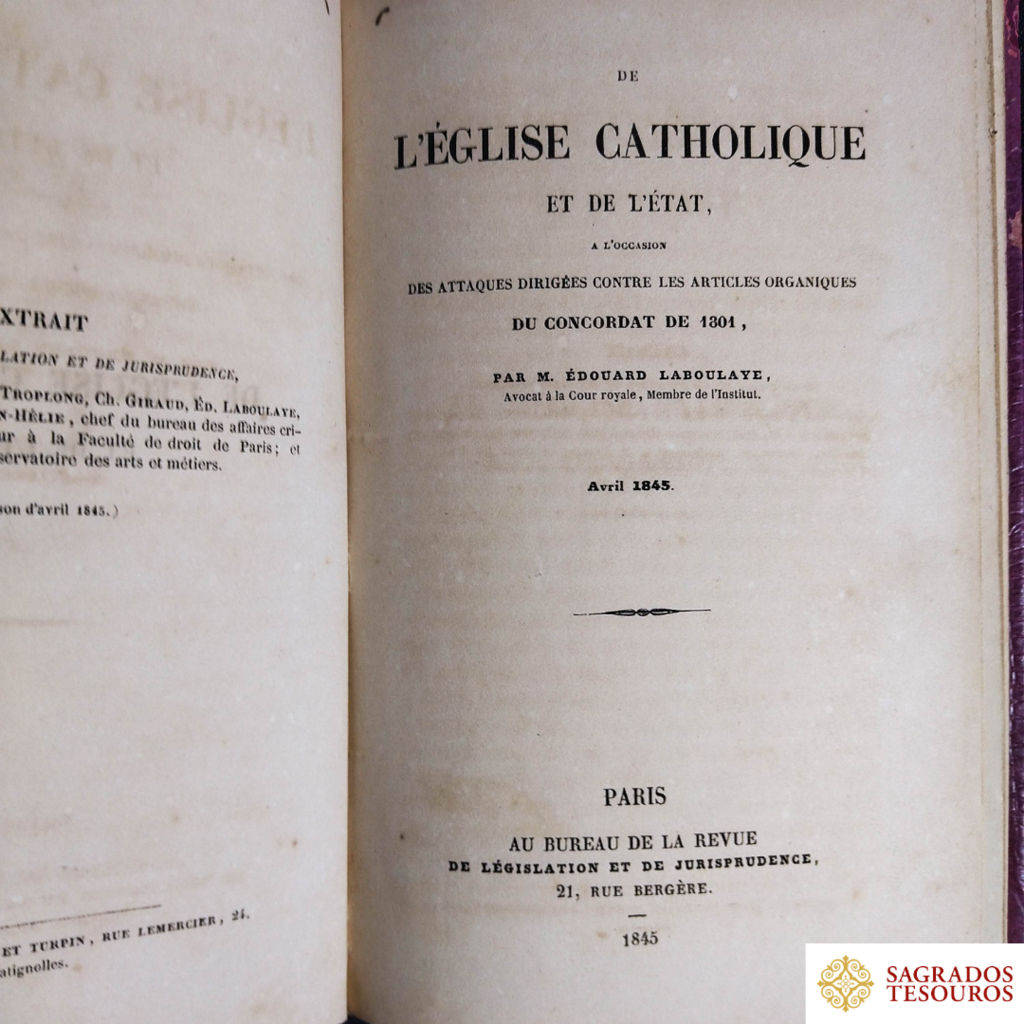 XTRAIT
LATION ET DE JURISPRUDENCE,
TROPLONG, CH. GIRAUD, ÉD. LABOULAYE,
N-HÉLIE, chef du bureau des affaires cri-
ur à la Faculté de droit de Paris; et
servatoire des arts et métiers.
son d'avril 1845.)
ET TURPIN, RUE LEMERCIER, 24.
atignolles.
DE
L'ÉGLISE CATHOLIQUE
ET DE L'ÉTAT,
A L'OCCASION
DES ATTAQUES DIRIGÉES CONTRE LES ARTICLES ORGANIQUES
DU CONCORDAT DE 1301,
PAR M. ÉDOUARD LABOULAYE,
Avocat à la Cour royale, Membre de l'Institut.
Avril 1845.
PARIS
AU BUREAU DE LA REVUE
DE LÉGISLATION ET DE JURISPRUDENCE,
21, RUE BERGÈRE.
1845
SAGRADOS
TESOUROS